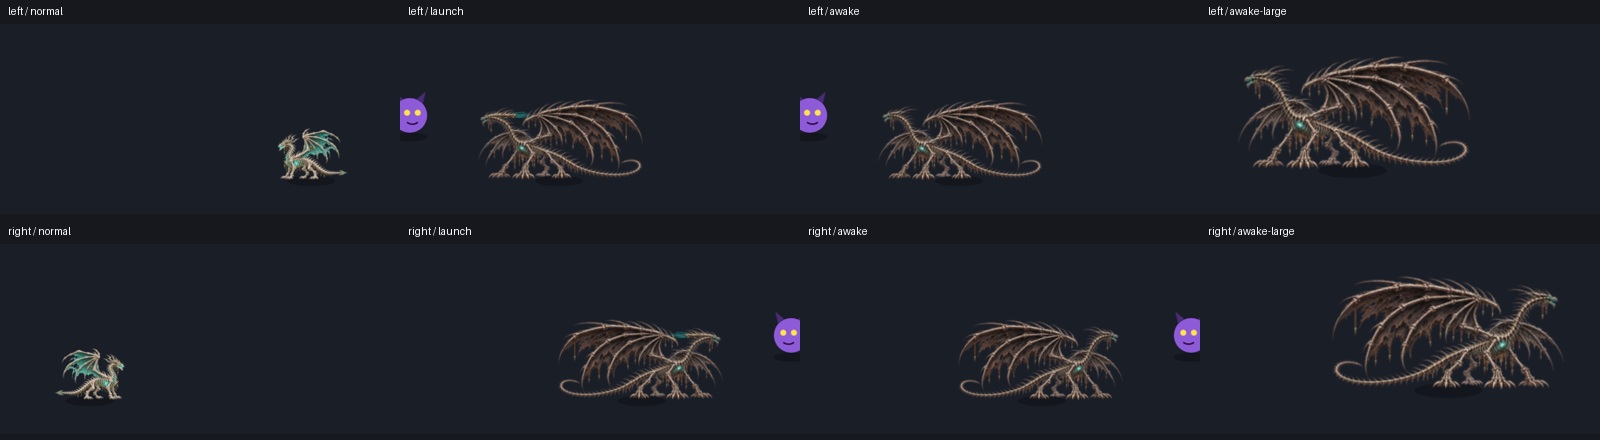 left / normal
left / launch
left / awake
left / awake-large
right / normal
right / launch
right / awake
right / awake-large